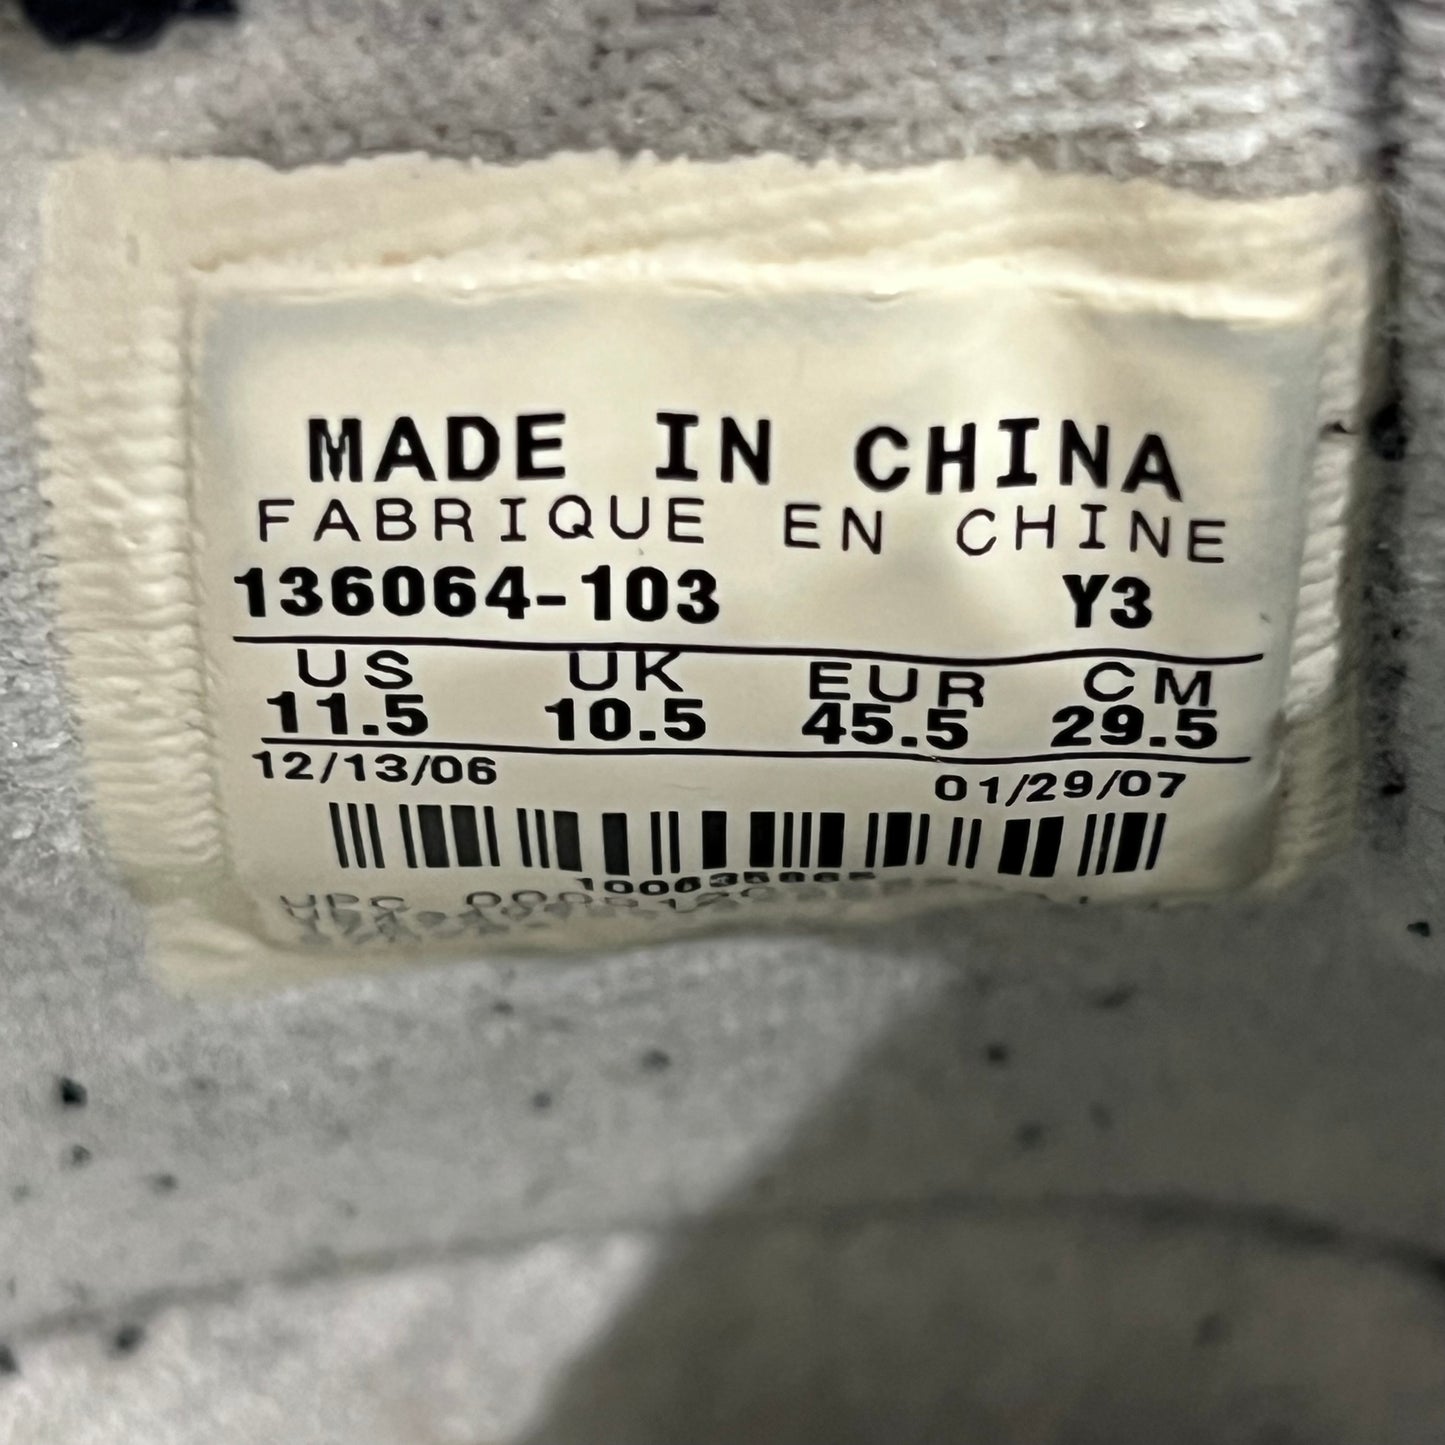 MADE IN CHINA
FABRIQUE EN CHINE
136064-103 Y3
US UK EUR CM
11.5 10.5 45.5 29.5
12/13/06 01/29/07
UPC